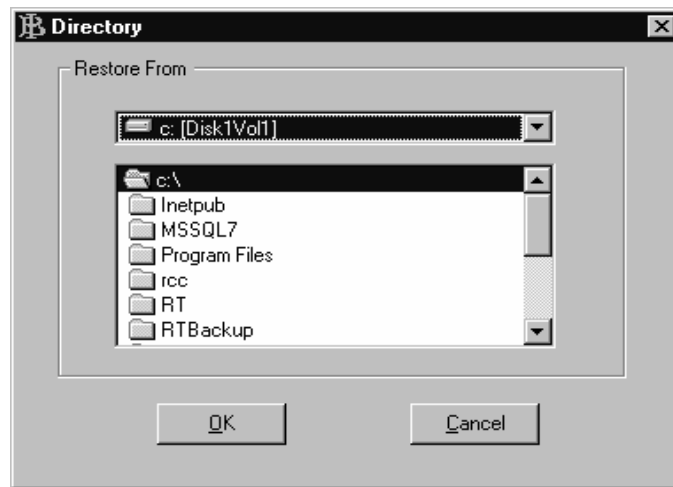 Directory
Restore From
c: [Disk1Vol1]
c:\
Inetpub
MSSQL7
Program Files
rcc
RT
RTBackup
OK
Cancel